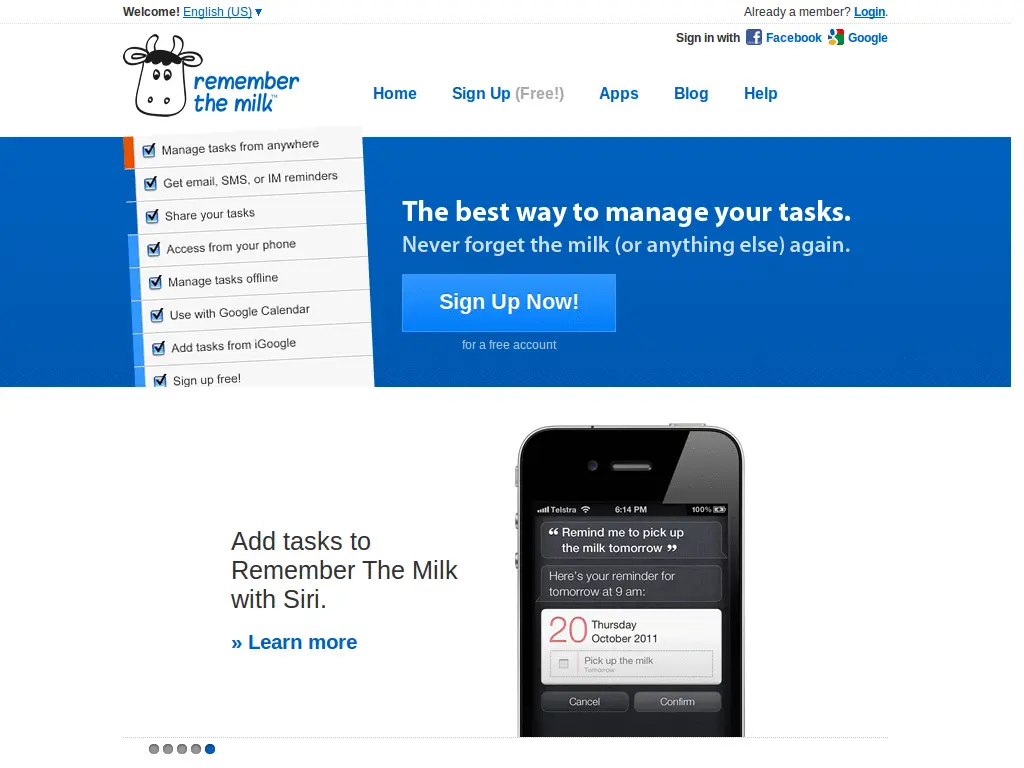 Welcome! English (US) ▼
Already a member? Login.
Sign in with Facebook Google
remember
the milk™
Home Sign Up (Free!) Apps Blog Help
Manage tasks from anywhere
Get email, SMS, or IM reminders
Share your tasks
Access from your phone
Manage tasks offline
Use with Google Calendar
Add tasks from iGoogle
Sign up free!
The best way to manage your tasks.
Never forget the milk (or anything else) again.
Sign Up Now!
for a free account
Add tasks to
Remember The Milk
with Siri.
» Learn more
Telstra 6:14 PM 100%
“ Remind me to pick up
the milk tomorrow ”
Here's your reminder for
tomorrow at 9 am:
20 Thursday
October 2011
Pick up the milk
Tomorrow
Cancel Confirm